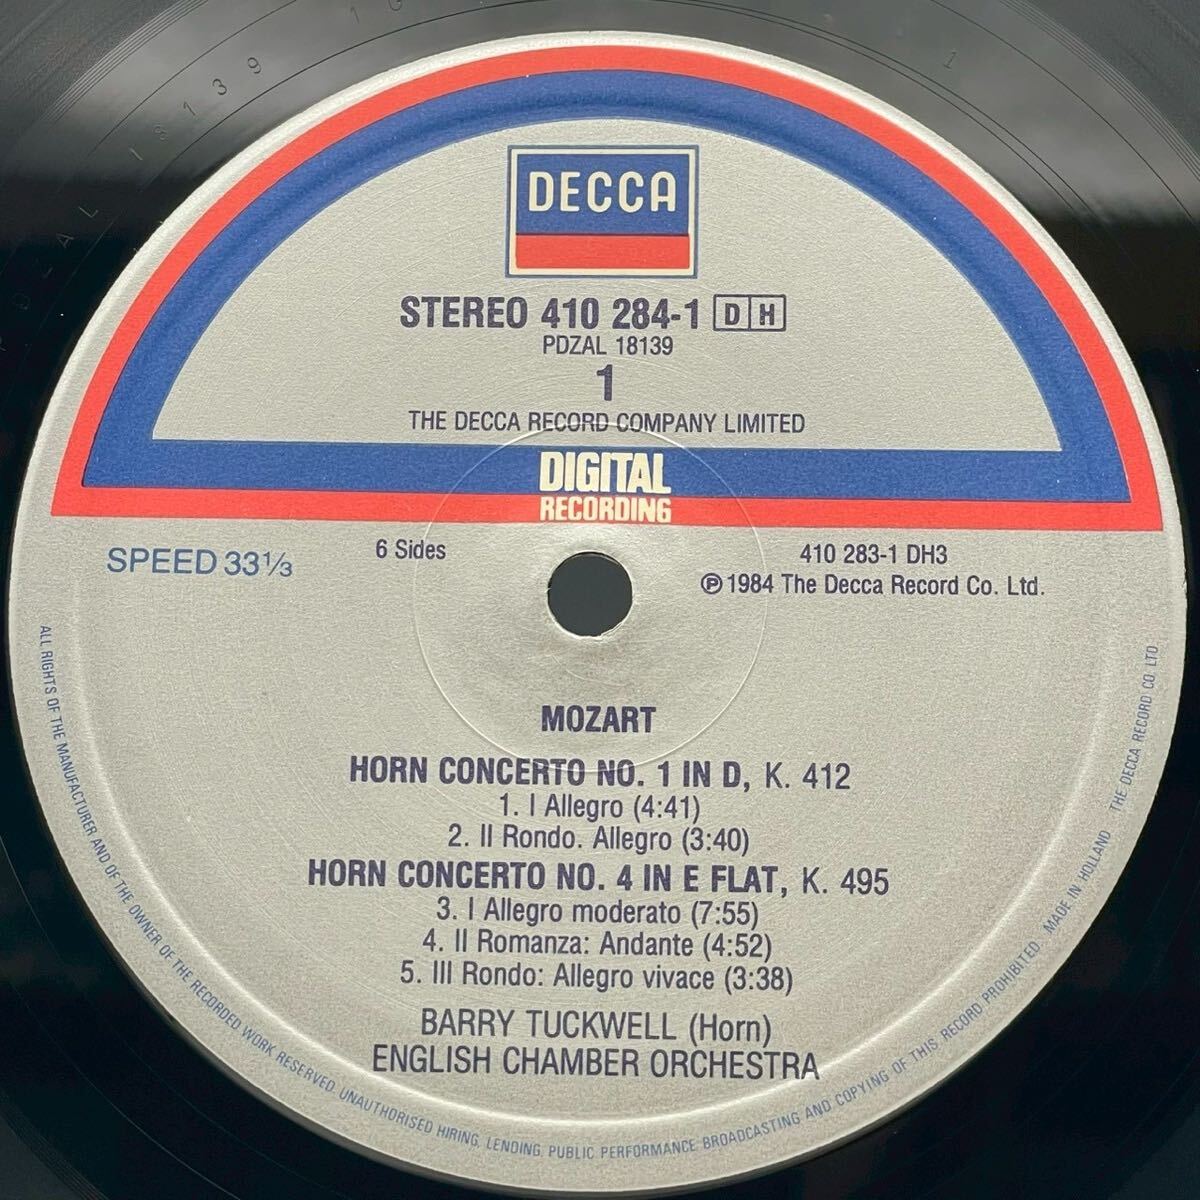 DECCA
STEREO 410 284-1 D H
PDZAL 18139
1
THE DECCA RECORD COMPANY LIMITED
DIGITAL
RECORDING
SPEED 33⅓
6 Sides
410 283-1 DH3
℗ 1984 The Decca Record Co. Ltd.
MOZART
HORN CONCERTO NO. 1 IN D, K. 412
1. I Allegro (4:41)
2. II Rondo. Allegro (3:40)
HORN CONCERTO NO. 4 IN E FLAT, K. 495
3. I Allegro moderato (7:55)
4. II Romanza: Andante (4:52)
5. III Rondo: Allegro vivace (3:38)
BARRY TUCKWELL (Horn)
ENGLISH CHAMBER ORCHESTRA
ALL RIGHTS OF THE MANUFACTURER AND OF THE OWNER OF THE RECORDED WORK RESERVED. UNAUTHORISED HIRING, LENDING, PUBLIC PERFORMANCE, BROADCASTING AND COPYING OF THIS RECORD PROHIBITED. MADE IN HOLLAND THE DECCA RECORD CO. LTD.
AL 18139 1G
1